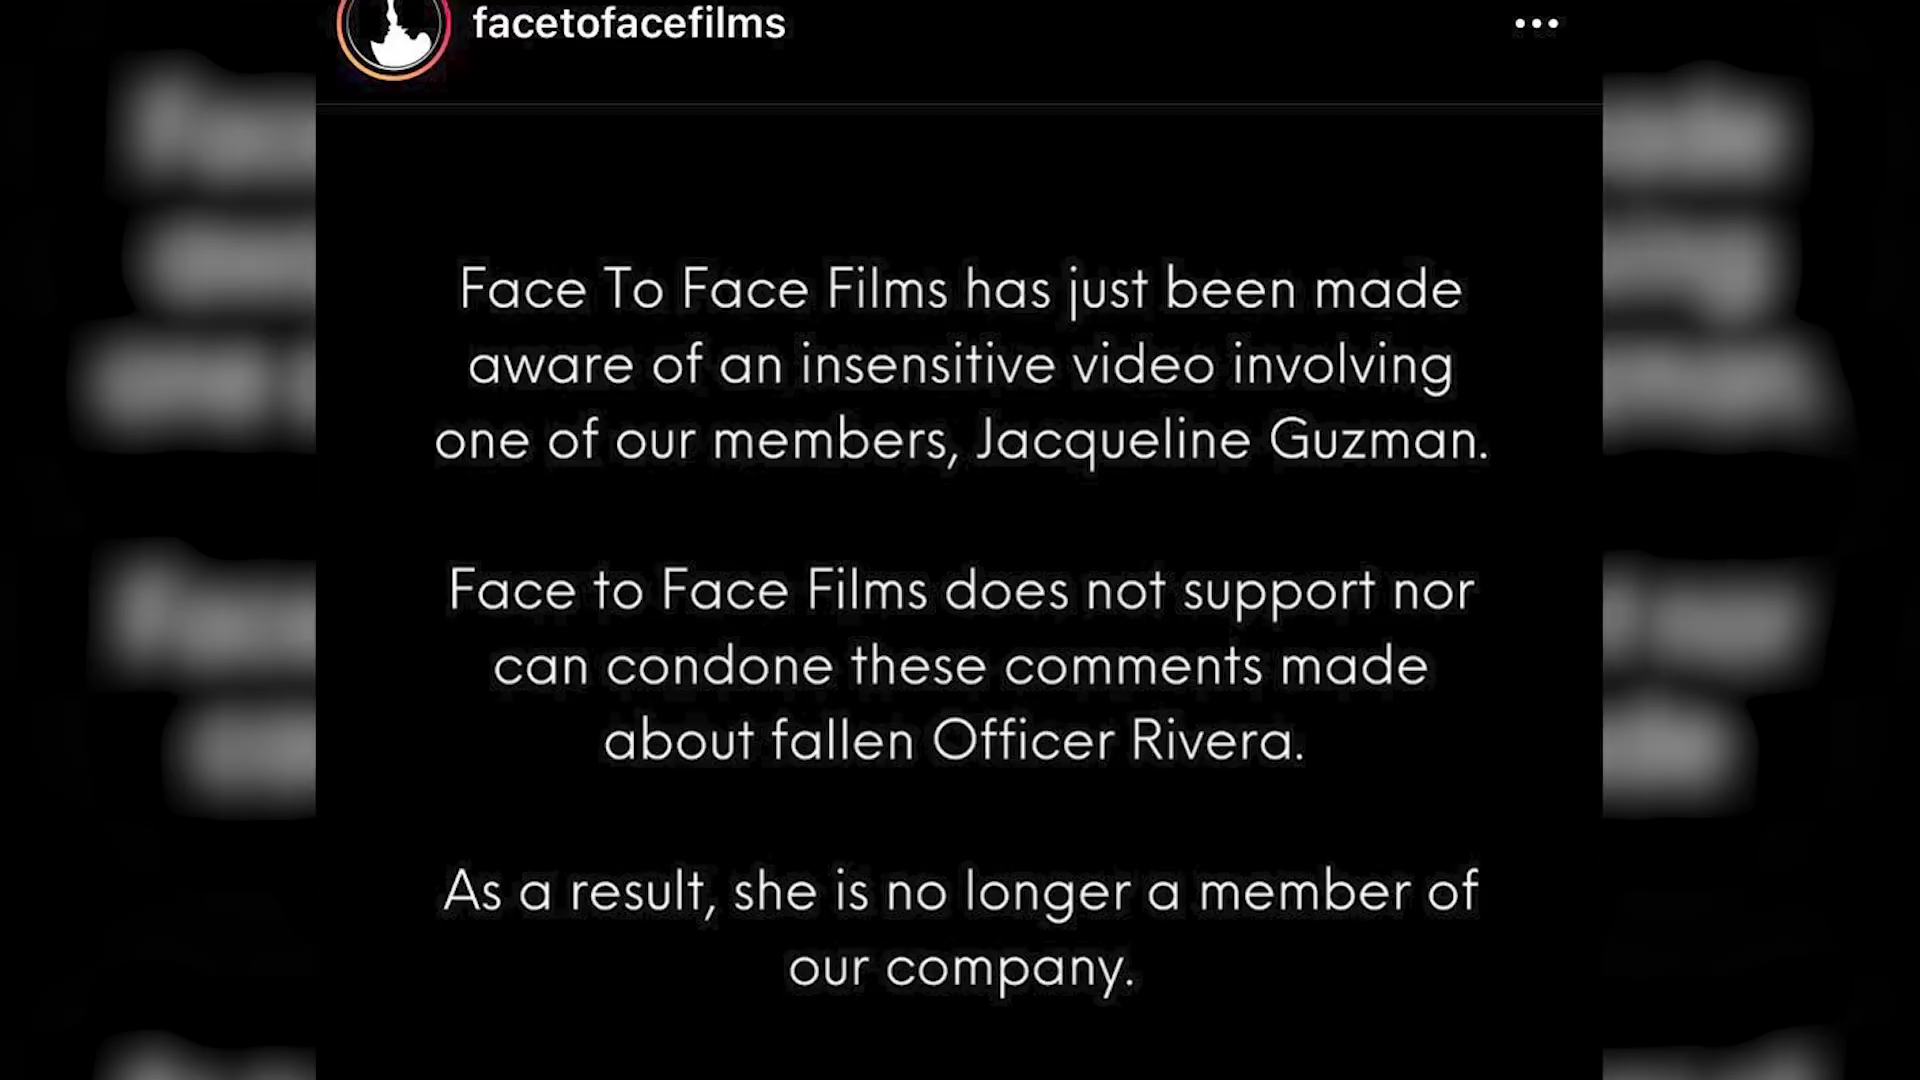 facetofacefilms
Face To Face Films has just been made
aware of an insensitive video involving
one of our members, Jacqueline Guzman.
Face to Face Films does not support nor
can condone these comments made
about fallen Officer Rivera.
As a result, she is no longer a member of
our company.